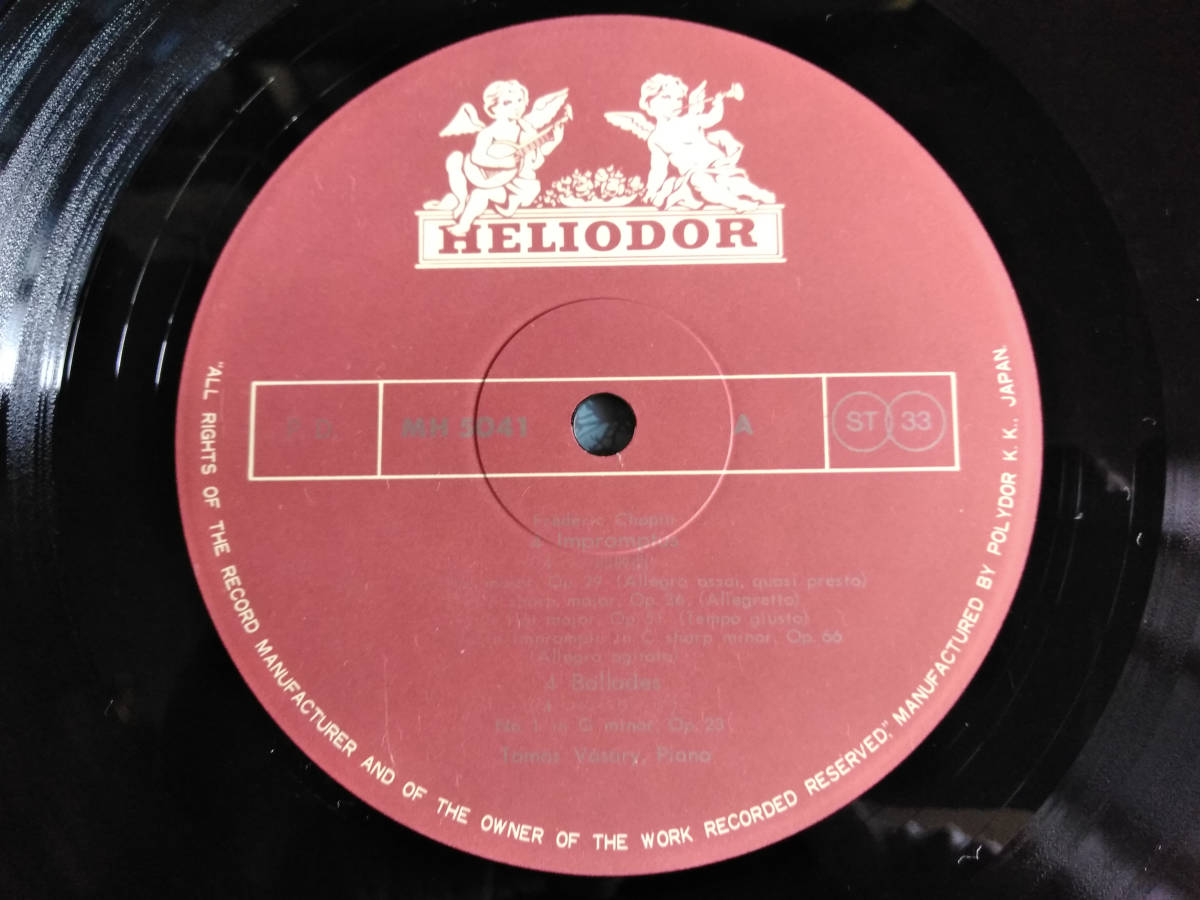 HELIODOR
P. D. MH 5041 A ST 33
Frédéric Chopin
4 Impromptus
major, Op. 29 (Allegro assai, quasi presto)
sharp major, Op. 36, (Allegretto)
flat major, Op. 51, (Tempo giusto)
Impromptu in C sharp minor, Op. 66
Allegro agitato
4 Ballades
No. 1 in G minor, Op. 23
Tamás Vásáry, Piano
"ALL RIGHTS OF THE RECORD MANUFACTURER AND OF THE OWNER OF THE WORK RECORDED RESERVED," MANUFACTURED BY POLYDOR K. K., JAPAN.